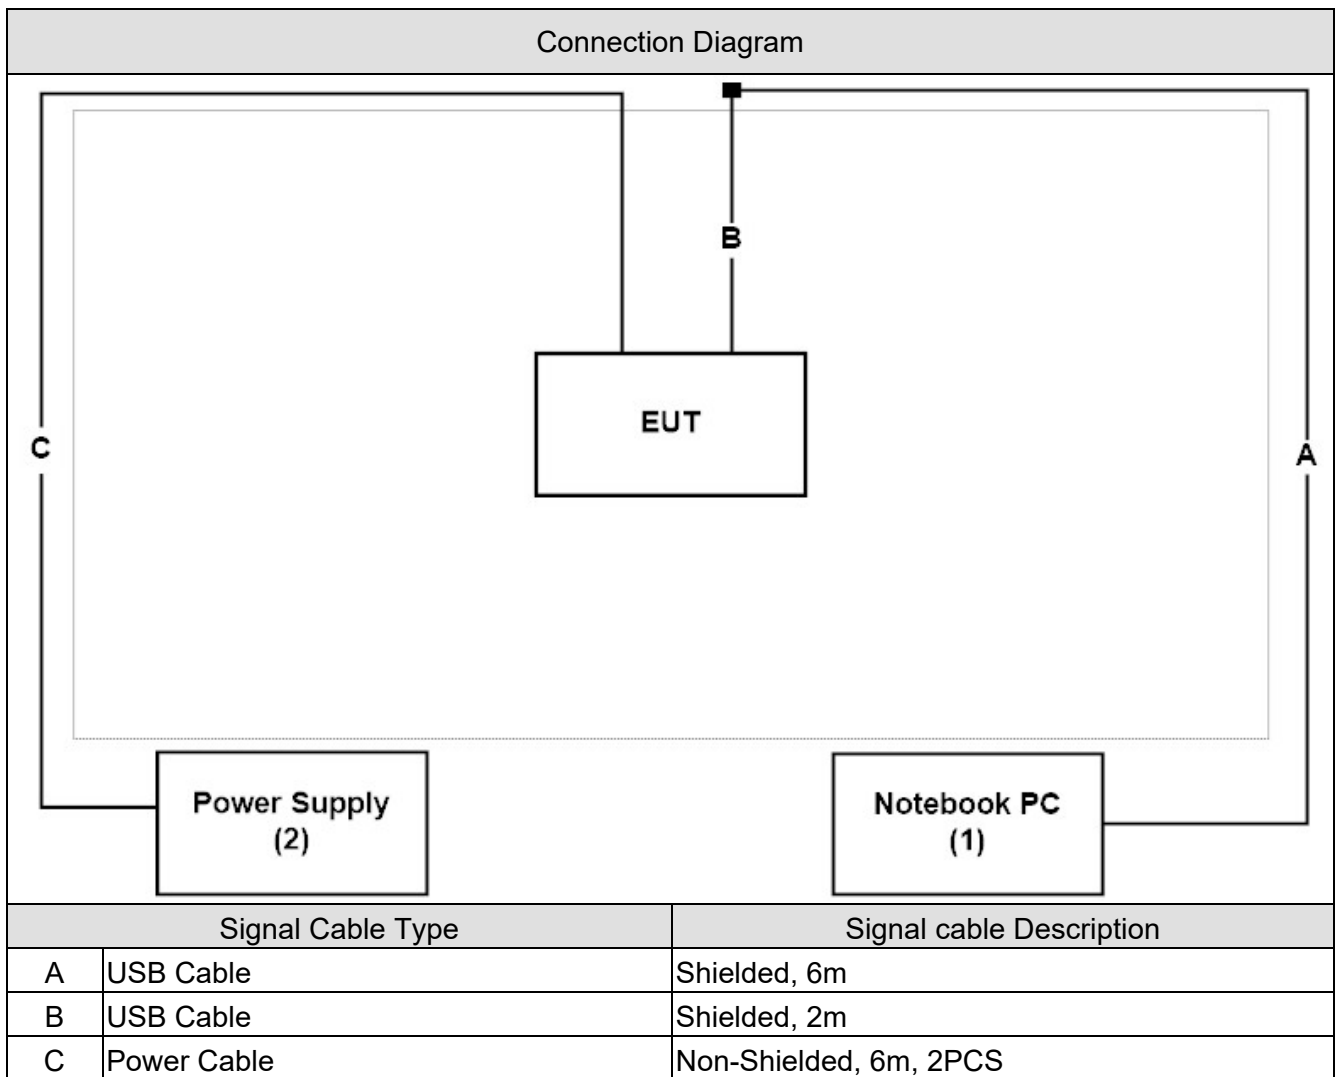 Connection Diagram
B
EUT
C
A
Power Supply
(2)
Notebook PC
(1)
Signal Cable Type Signal cable Description
A USB Cable Shielded, 6m
B USB Cable Shielded, 2m
C Power Cable Non-Shielded, 6m, 2PCS